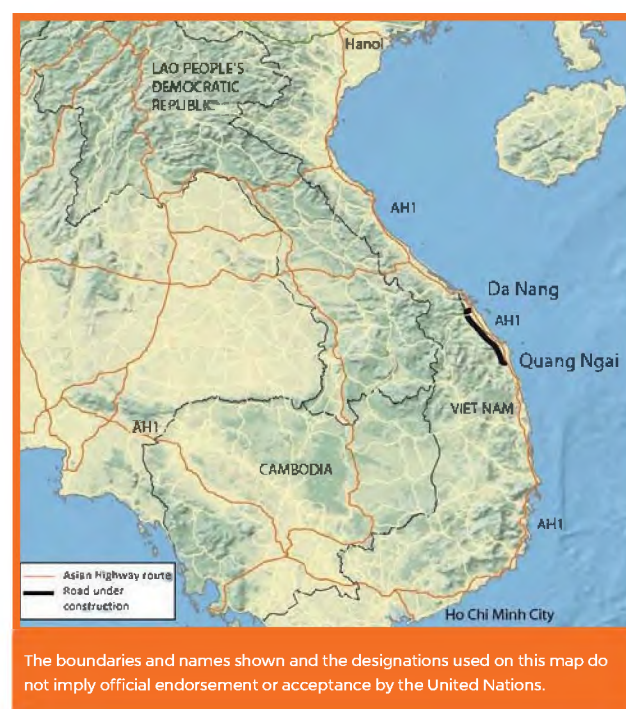 Hanoi
LAO PEOPLE'S
DEMOCRATIC
REPUBLIC
AH1
Da Nang
AH1
Quang Ngai
VIET NAM
AH1
CAMBODIA
AH1
Asian Highway route
Road under
construction
Ho Chi Minh City
The boundaries and names shown and the designations used on this map do
not imply official endorsement or acceptance by the United Nations.